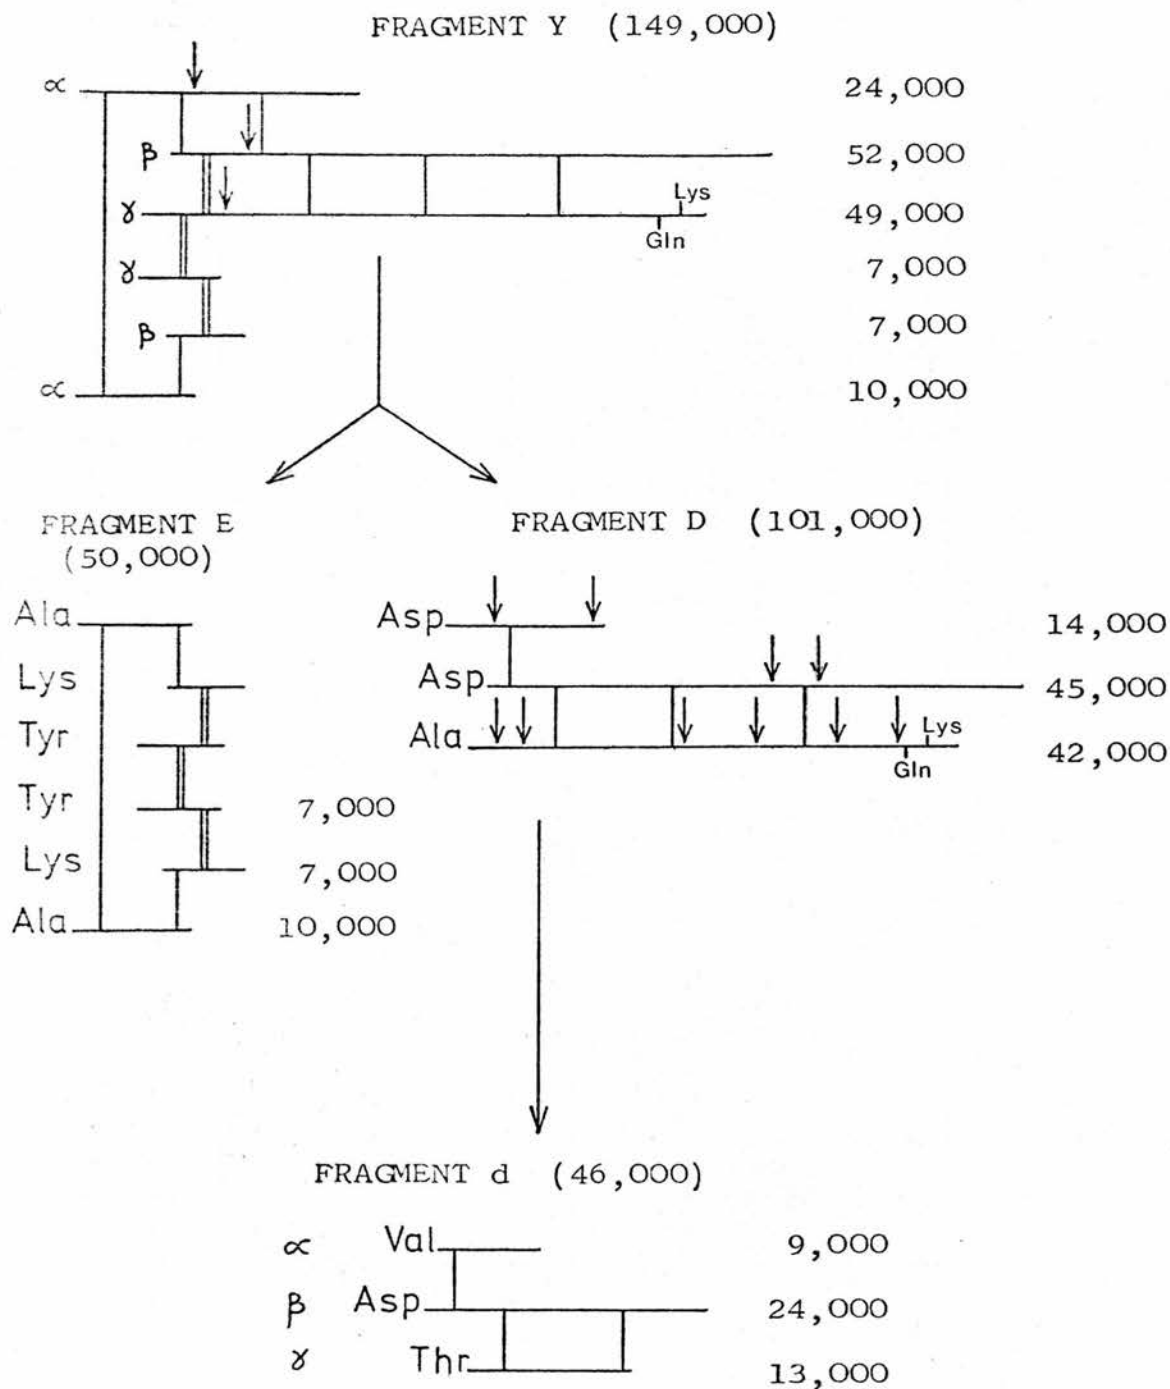 FRAGMENT Y (149,000)
∝ 24,000
β 52,000
Lys
γ 49,000
Gln
γ 7,000
β 7,000
∝ 10,000
FRAGMENT E
(50,000)
FRAGMENT D (101,000)
Ala
Lys
Tyr
Tyr 7,000
Lys 7,000
Ala 10,000
Asp 14,000
Asp 45,000
Lys
Ala 42,000
Gln
FRAGMENT d (46,000)
∝ Val 9,000
β Asp 24,000
γ Thr 13,000